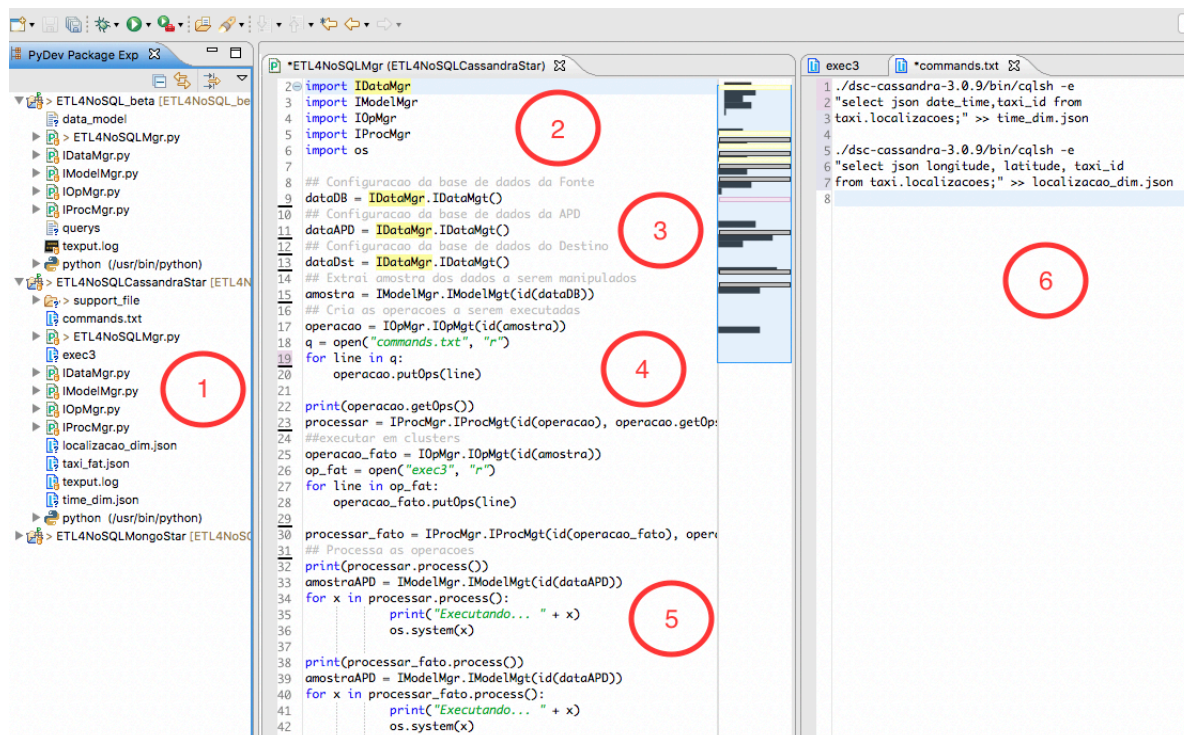 PyDev Package Exp
> ETL4NoSQL_beta [ETL4NoSQL_be
data_model
> ETL4NoSQLMgr.py
IDataMgr.py
IModelMgr.py
IOpMgr.py
IProcMgr.py
querys
texput.log
python (/usr/bin/python)
> ETL4NoSQLCassandraStar [ETL4N
> support_file
commands.txt
> ETL4NoSQLMgr.py
exec3
IDataMgr.py
IModelMgr.py
IOpMgr.py
IProcMgr.py
localizacao_dim.json
taxi_fat.json
texput.log
time_dim.json
python (/usr/bin/python)
> ETL4NoSQLMongoStar [ETL4NoSC
1
*ETL4NoSQLMgr (ETL4NoSQLCassandraStar)
2 import IDataMgr
3 import IModelMgr
4 import IOpMgr
5 import IProcMgr
6 import os
7
8 ## Configuracao da base de dados da Fonte
9 dataDB = IDataMgr.IDataMgt()
10 ## Configuracao da base de dados da APD
11 dataAPD = IDataMgr.IDataMgt()
12 ## Configuracao da base de dados do Destino
13 dataDst = IDataMgr.IDataMgt()
14 ## Extrai amostra dos dados a serem manipulados
15 amostra = IModelMgr.IModelMgt(id(dataDB))
16 ## Cria as operacoes a serem executadas
17 operacao = IOpMgr.IOpMgt(id(amostra))
18 q = open("commands.txt", "r")
19 for line in q:
20 operacao.putOps(line)
21
22 print(operacao.getOps())
23 processar = IProcMgr.IProcMgt(id(operacao), operacao.getOp
24 ##executar em clusters
25 operacao_fato = IOpMgr.IOpMgt(id(amostra))
26 op_fat = open("exec3", "r")
27 for line in op_fat:
28 operacao_fato.putOps(line)
29
30 processar_fato = IProcMgr.IProcMgt(id(operacao_fato), oper
31 ## Processa as operacoes
32 print(processar.process())
33 amostraAPD = IModelMgr.IModelMgt(id(dataAPD))
34 for x in processar.process():
35 print("Executando... " + x)
36 os.system(x)
37
38 print(processar_fato.process())
39 amostraAPD = IModelMgr.IModelMgt(id(dataAPD))
40 for x in processar_fato.process():
41 print("Executando... " + x)
42 os.system(x)
2
3
4
5
exec3
*commands.txt
1 ./dsc-cassandra-3.0.9/bin/cqlsh -e
2 "select json date_time,taxi_id from
3 taxi.localizacoes;" >> time_dim.json
4
5 ./dsc-cassandra-3.0.9/bin/cqlsh -e
6 "select json longitude, latitude, taxi_id
7 from taxi.localizacoes;" >> localizacao_dim.json
8
6